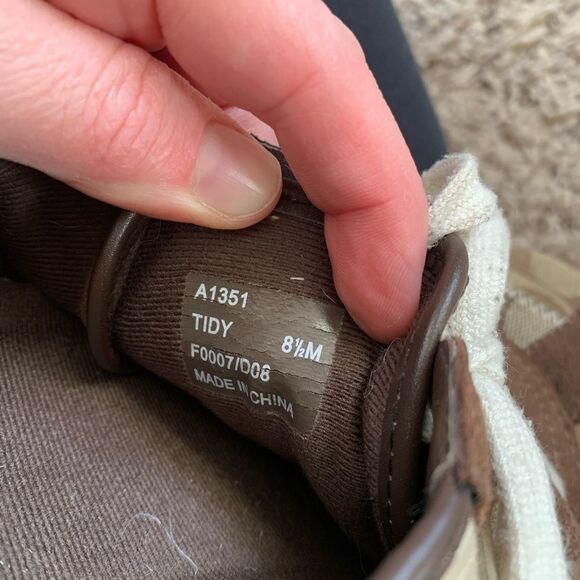 A1351
TIDY 8½M
F0007/D08
MADE IN CHINA